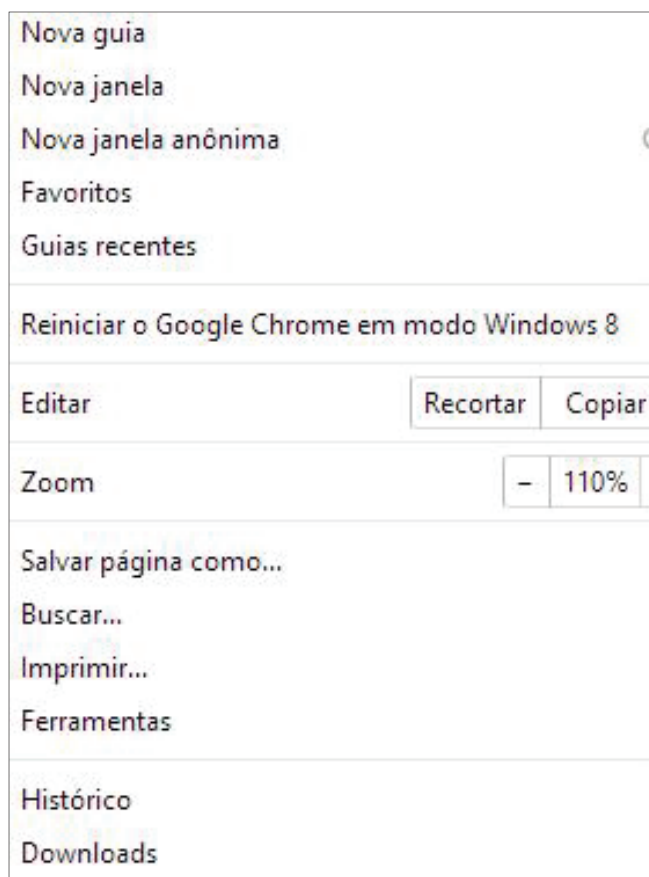 Nova guia
Nova janela
Nova janela anônima
Favoritos
Guias recentes
Reiniciar o Google Chrome em modo Windows 8
Editar Recortar Copiar
Zoom - 110%
Salvar página como...
Buscar...
Imprimir...
Ferramentas
Histórico
Downloads